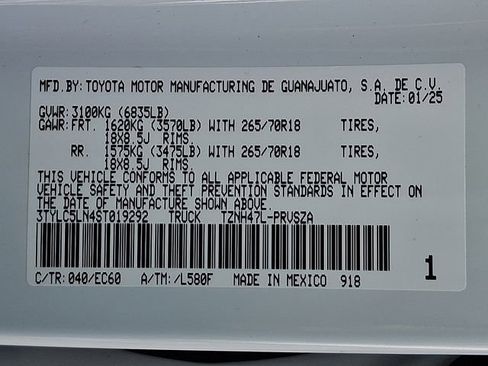 MFD.BY: TOYOTA MOTOR MANUFACTURING DE GUANAJUATO, S.A. DE C.V.
DATE: 01/25
GVWR: 3100KG (6835LB)
GAWR: FRT. 1620KG (3570LB) WITH 265/70R18 TIRES,
18X8.5J RIMS.
RR. 1575KG (3475LB) WITH 265/70R18 TIRES,
18X8.5J RIMS.
THIS VEHICLE CONFORMS TO ALL APPLICABLE FEDERAL MOTOR
VEHICLE SAFETY AND THEFT PREVENTION STANDARDS IN EFFECT ON
THE DATE OF MANUFACTURE SHOWN ABOVE.
3TYLC5LN4ST019292 TRUCK TZNH47L-PRVSZA
C/TR: 040/EC60 A/TM: /L580F MADE IN MEXICO 918 1